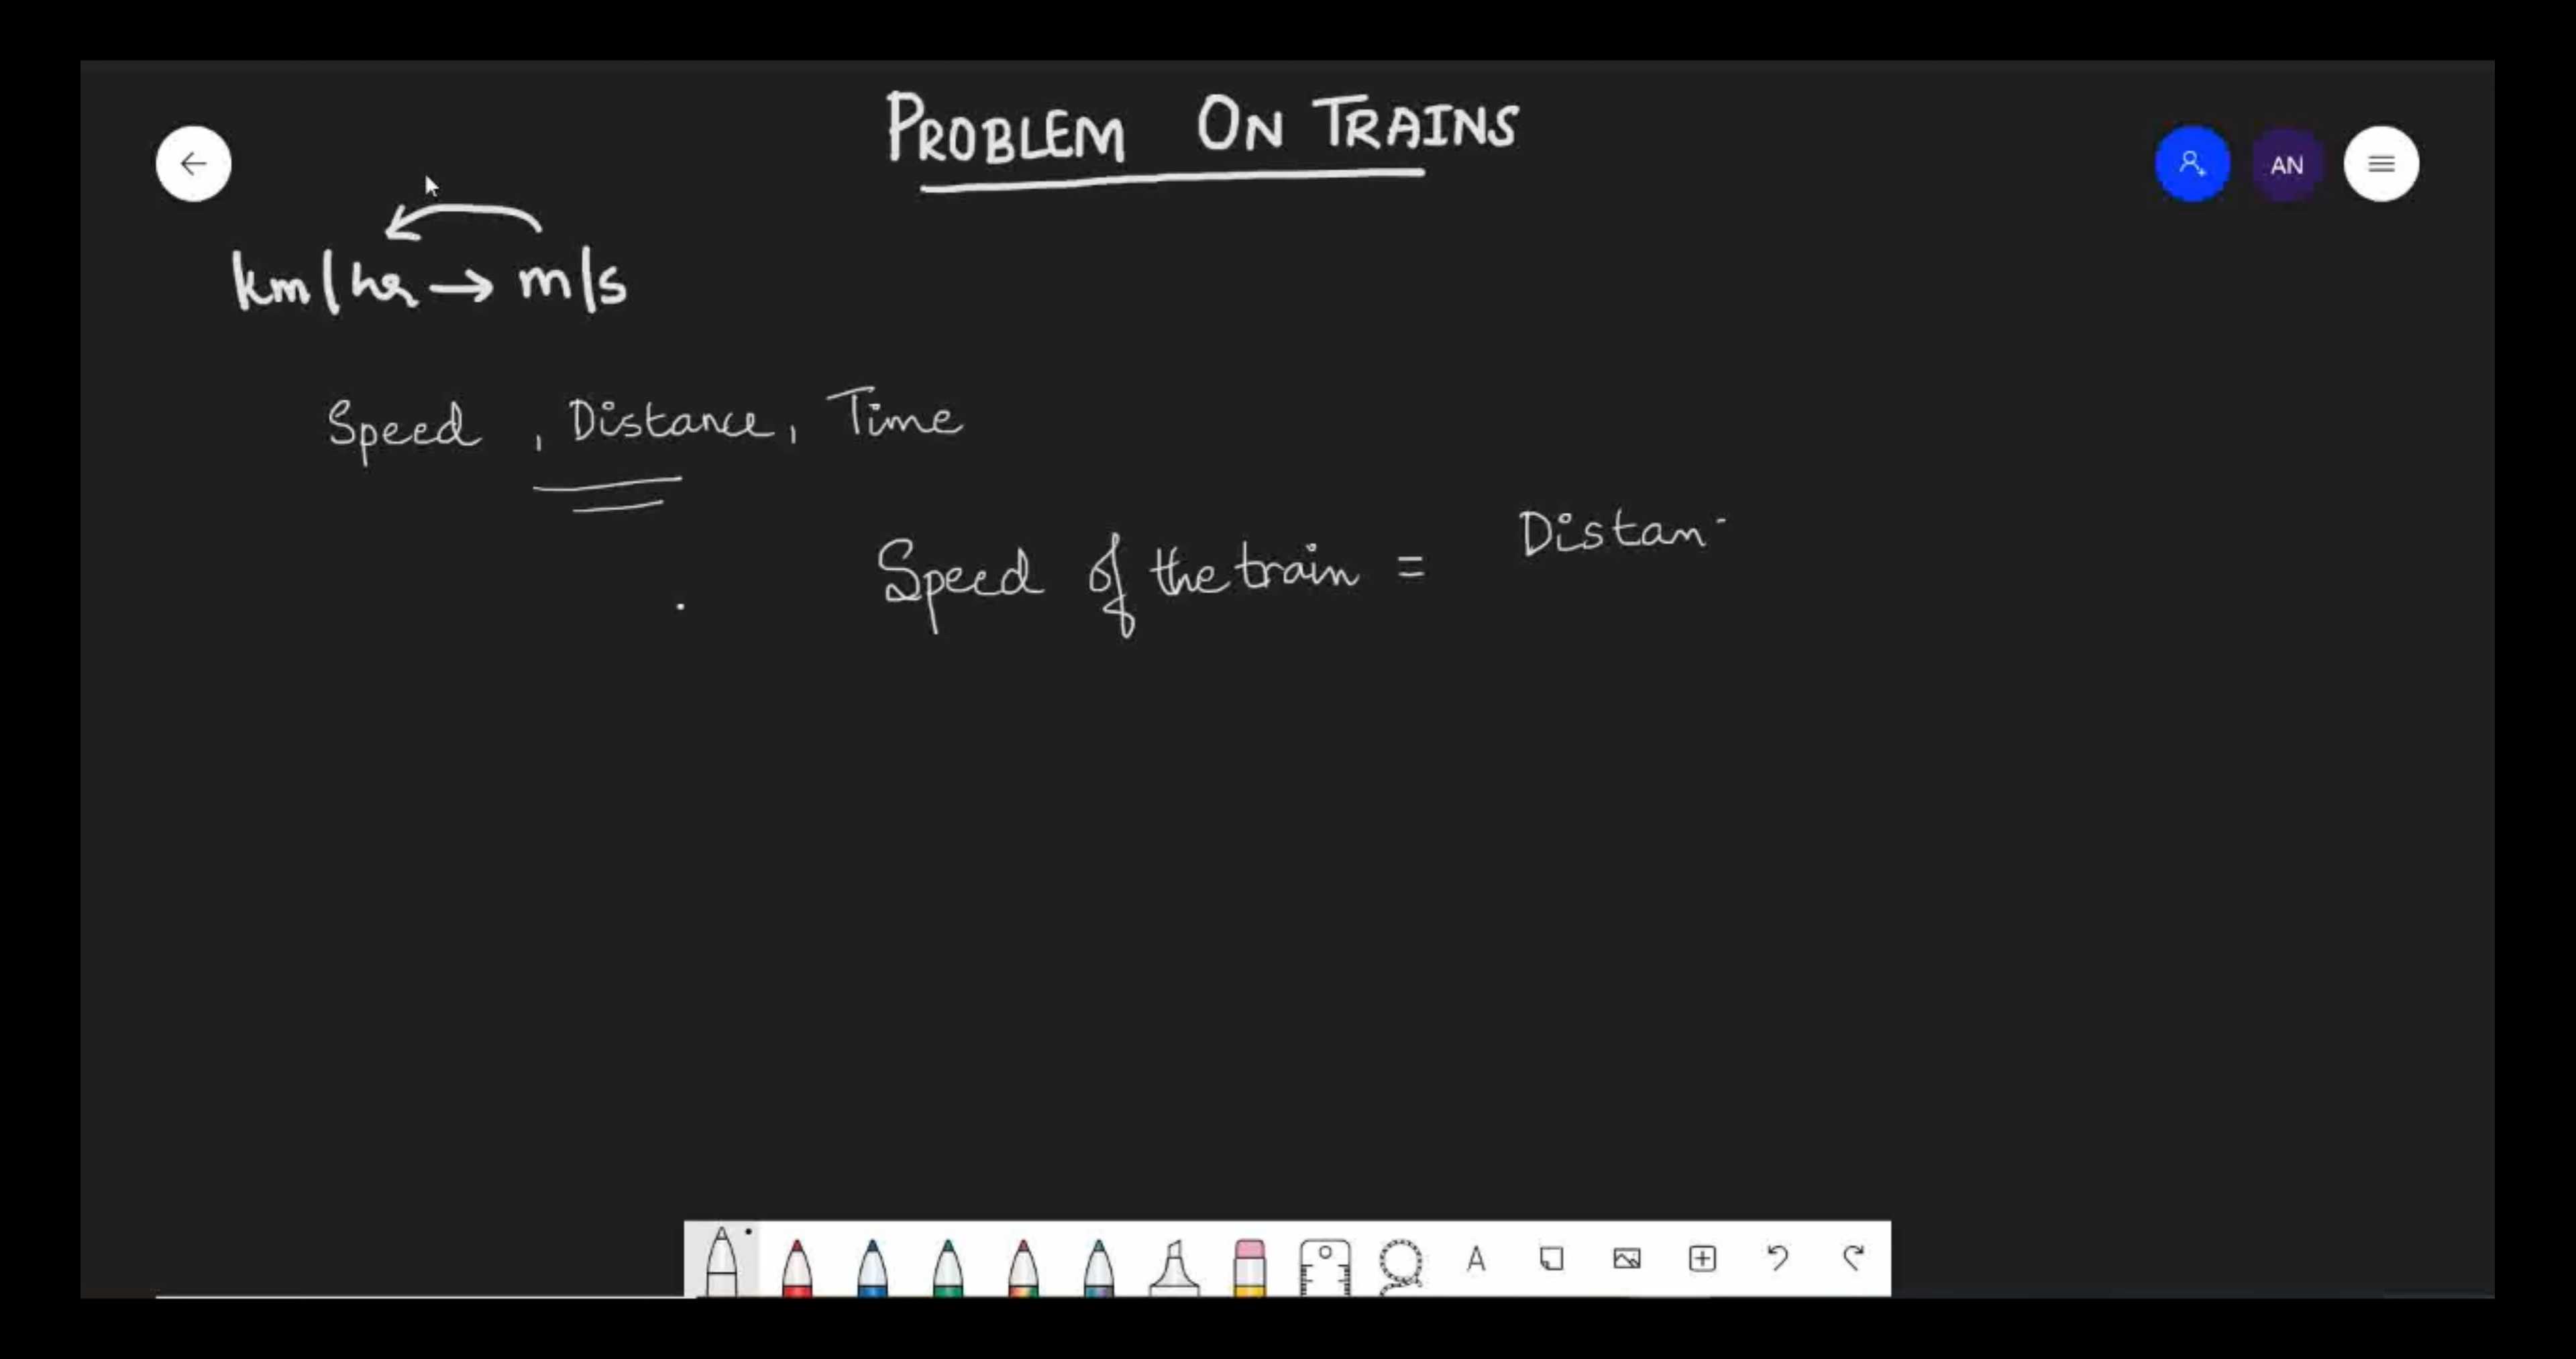 PROBLEM ON TRAINS
AN
km/hr → m/s
Speed , Distance, Time
Distan
Speed of the train =
A